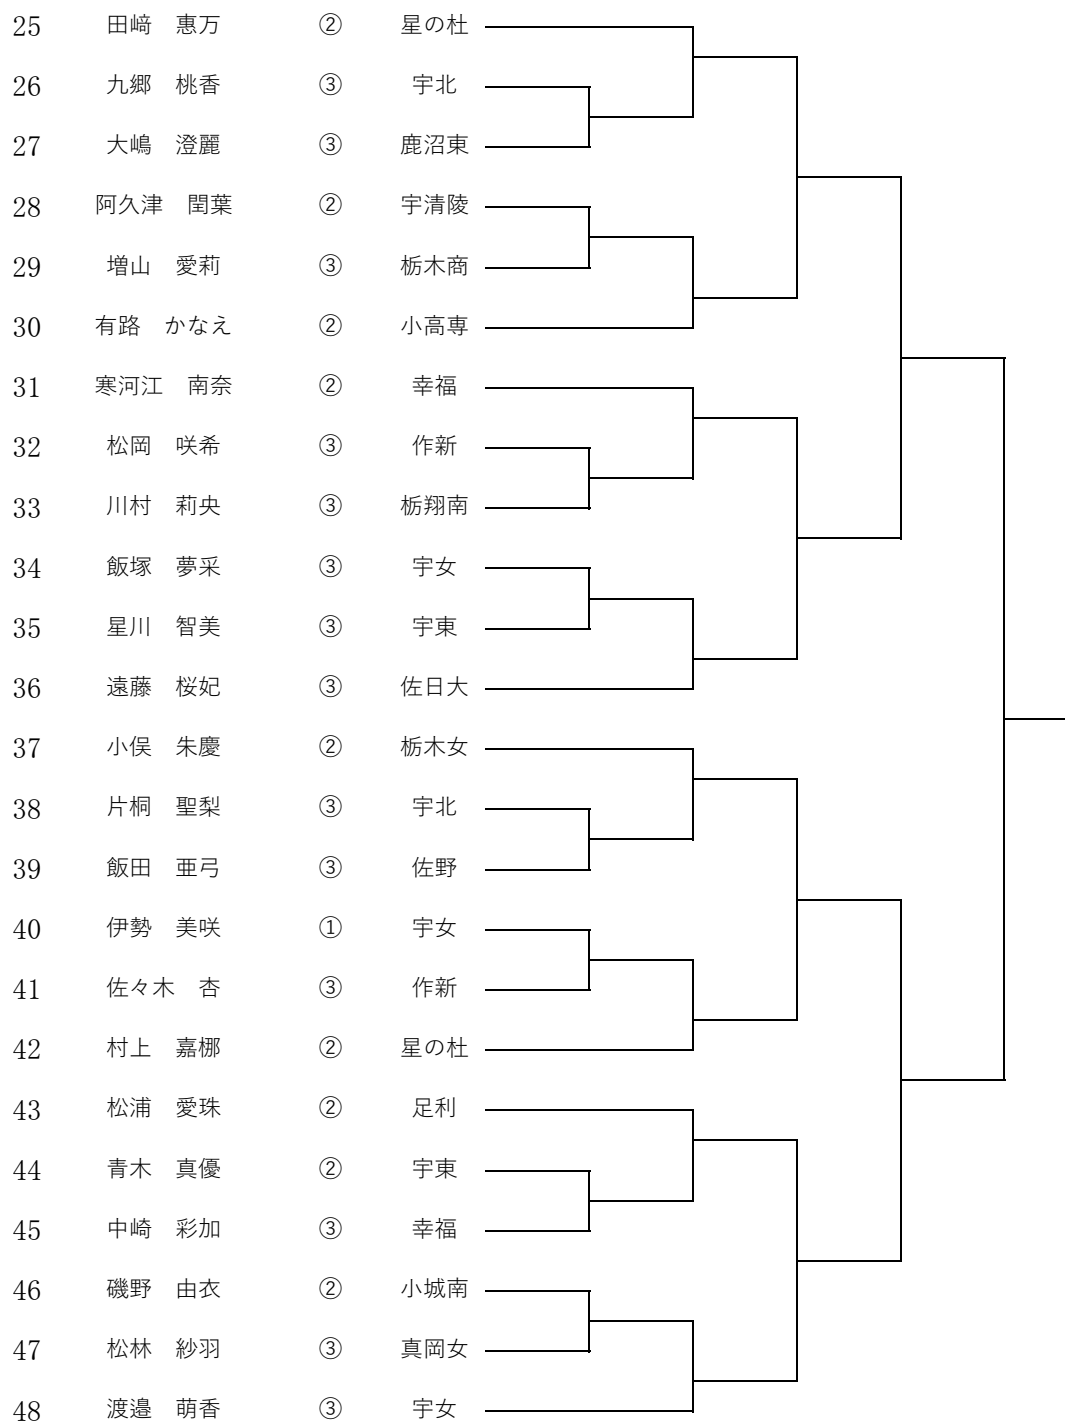 25 田﨑 惠万 ② 星の杜
26 九郷 桃香 ③ 宇北
27 大嶋 澄麗 ③ 鹿沼東
28 阿久津 閏葉 ② 宇清陵
29 増山 愛莉 ③ 栃木商
30 有路 かなえ ② 小高専
31 寒河江 南奈 ② 幸福
32 松岡 咲希 ③ 作新
33 川村 莉央 ③ 栃翔南
34 飯塚 夢采 ③ 宇女
35 星川 智美 ③ 宇東
36 遠藤 桜妃 ③ 佐日大
37 小俣 朱慶 ② 栃木女
38 片桐 聖梨 ③ 宇北
39 飯田 亜弓 ③ 佐野
40 伊勢 美咲 ① 宇女
41 佐々木 杏 ③ 作新
42 村上 嘉梛 ② 星の杜
43 松浦 愛珠 ② 足利
44 青木 真優 ② 宇東
45 中崎 彩加 ③ 幸福
46 磯野 由衣 ② 小城南
47 松林 紗羽 ③ 真岡女
48 渡邉 萌香 ③ 宇女